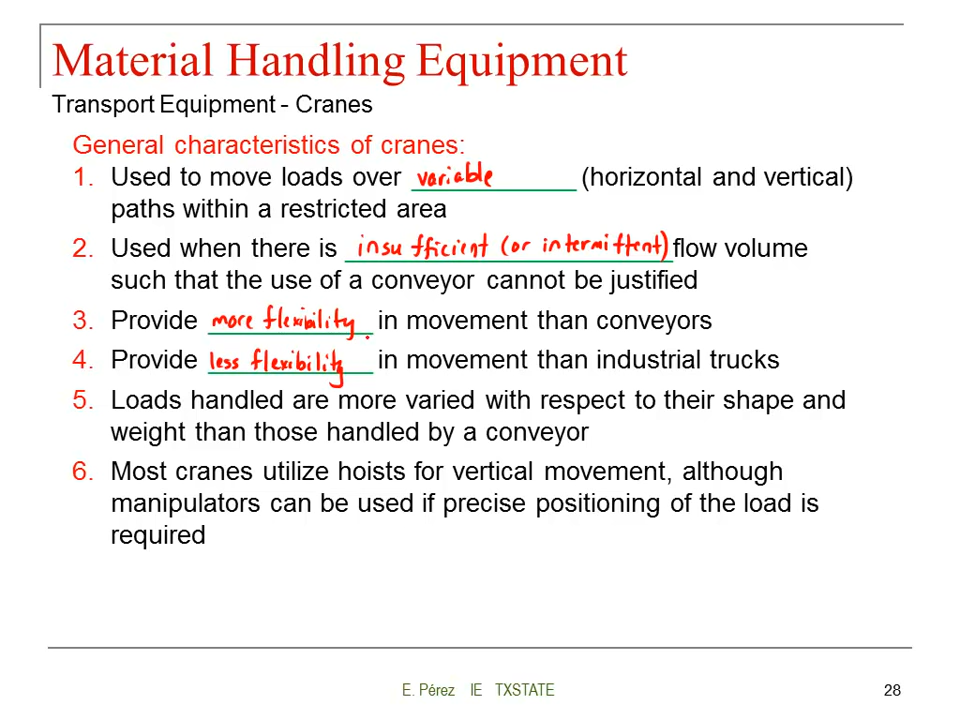 Material Handling Equipment
Transport Equipment - Cranes
General characteristics of cranes:
1. Used to move loads over variable (horizontal and vertical)
paths within a restricted area
2. Used when there is insufficient (or intermittent) flow volume
such that the use of a conveyor cannot be justified
3. Provide more flexibility in movement than conveyors
4. Provide less flexibility in movement than industrial trucks
5. Loads handled are more varied with respect to their shape and
weight than those handled by a conveyor
6. Most cranes utilize hoists for vertical movement, although
manipulators can be used if precise positioning of the load is
required
E. Pérez IE TXSTATE
28